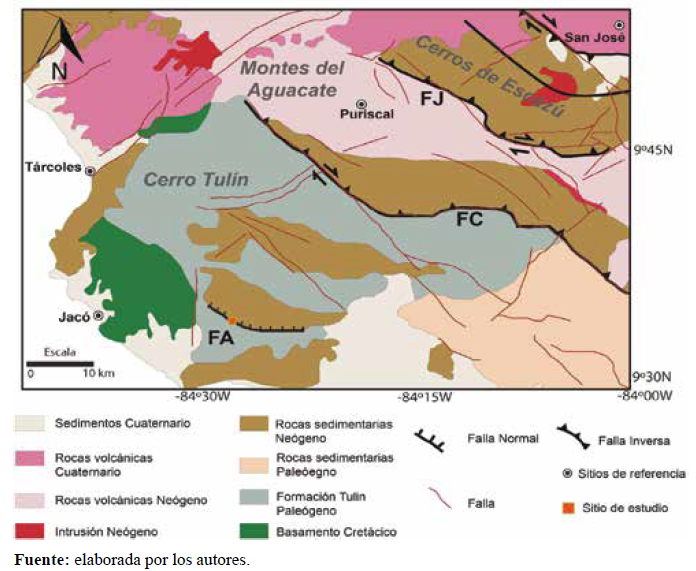 San José
Montes del
Aguacate
Cerros de Escazú
N
FJ
Puriscal
9º45N
Tárcoles
Cerro Tulín
FC
Jacó
FA
Escala
0 10 km
9º30N
-84º30W -84º15W -84º00W
Sedimentos Cuaternario
Rocas volcánicas
Cuaternario
Rocas volcánicas Neógeno
Intrusión Neógeno
Rocas sedimentarias
Neógeno
Rocas sedimentarias
Paleóegno
Formación Tulin
Paleógeno
Basamento Cretácico
Falla Normal
Falla
Falla Inversa
Sitios de referencia
Sitio de estudio
Fuente: elaborada por los autores.